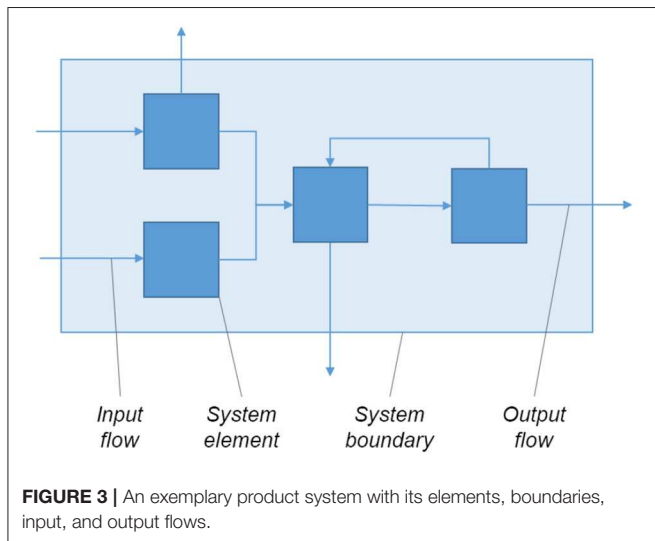 Input System System Output
flow element boundary flow
FIGURE 3 | An exemplary product system with its elements, boundaries,
input, and output flows.